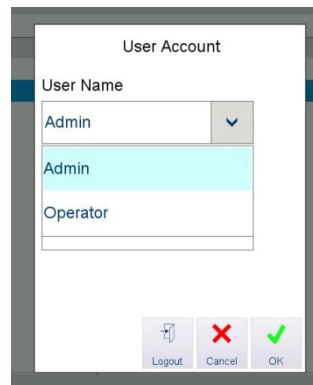 User Account
User Name
Admin
Admin
Operator
Logout Cancel OK